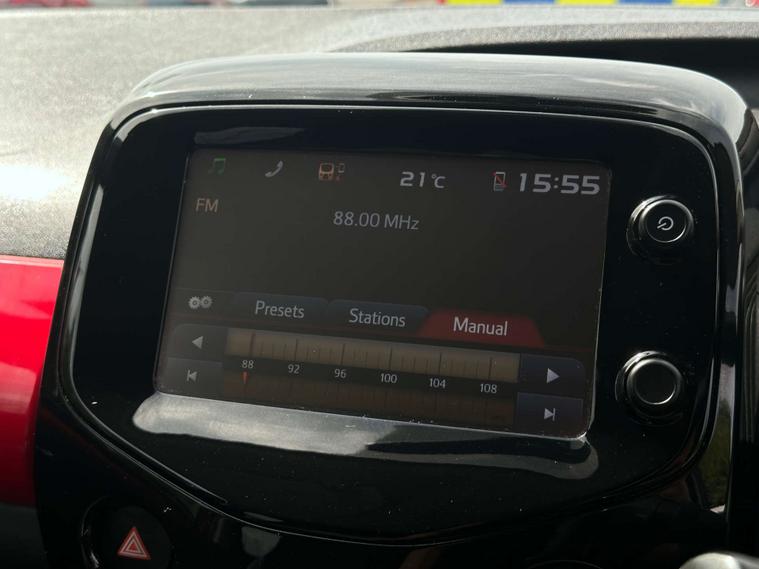 21°C 15:55
FM
88.00 MHz
Presets Stations Manual
88 92 96 100 104 108